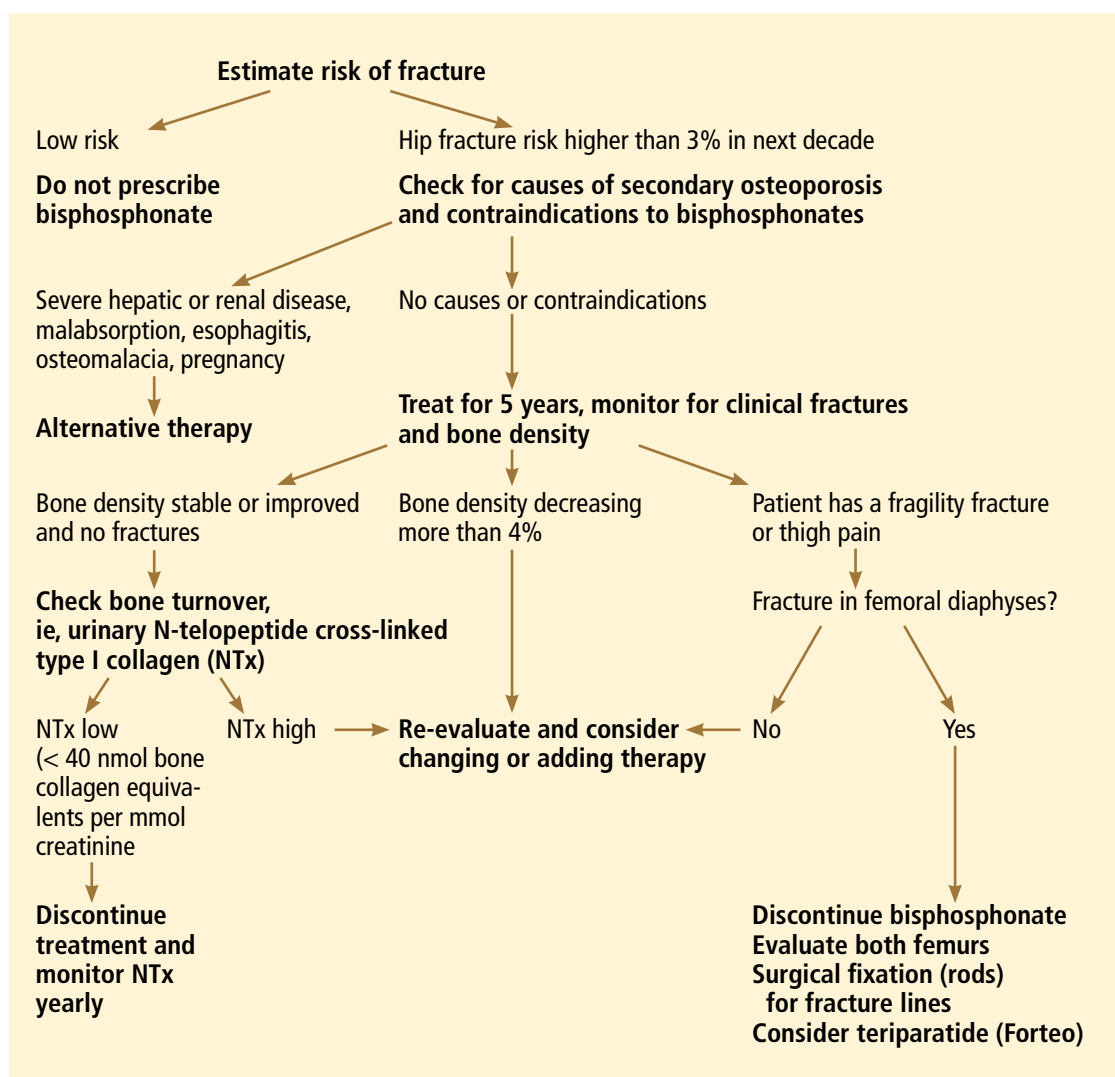 Estimate risk of fracture
Low risk
Hip fracture risk higher than 3% in next decade
Do not prescribe
bisphosphonate
Check for causes of secondary osteoporosis
and contraindications to bisphosphonates
Severe hepatic or renal disease,
malabsorption, esophagitis,
osteomalacia, pregnancy
No causes or contraindications
Alternative therapy
Treat for 5 years, monitor for clinical fractures
and bone density
Bone density stable or improved
and no fractures
Bone density decreasing
more than 4%
Patient has a fragility fracture
or thigh pain
Check bone turnover,
ie, urinary N-telopeptide cross-linked
type I collagen (NTx)
Fracture in femoral diaphyses?
NTx low
(< 40 nmol bone
collagen equiva-
lents per mmol
creatinine
NTx high
Re-evaluate and consider
changing or adding therapy
No
Yes
Discontinue
treatment and
monitor NTx
yearly
Discontinue bisphosphonate
Evaluate both femurs
Surgical fixation (rods)
for fracture lines
Consider teriparatide (Forteo)